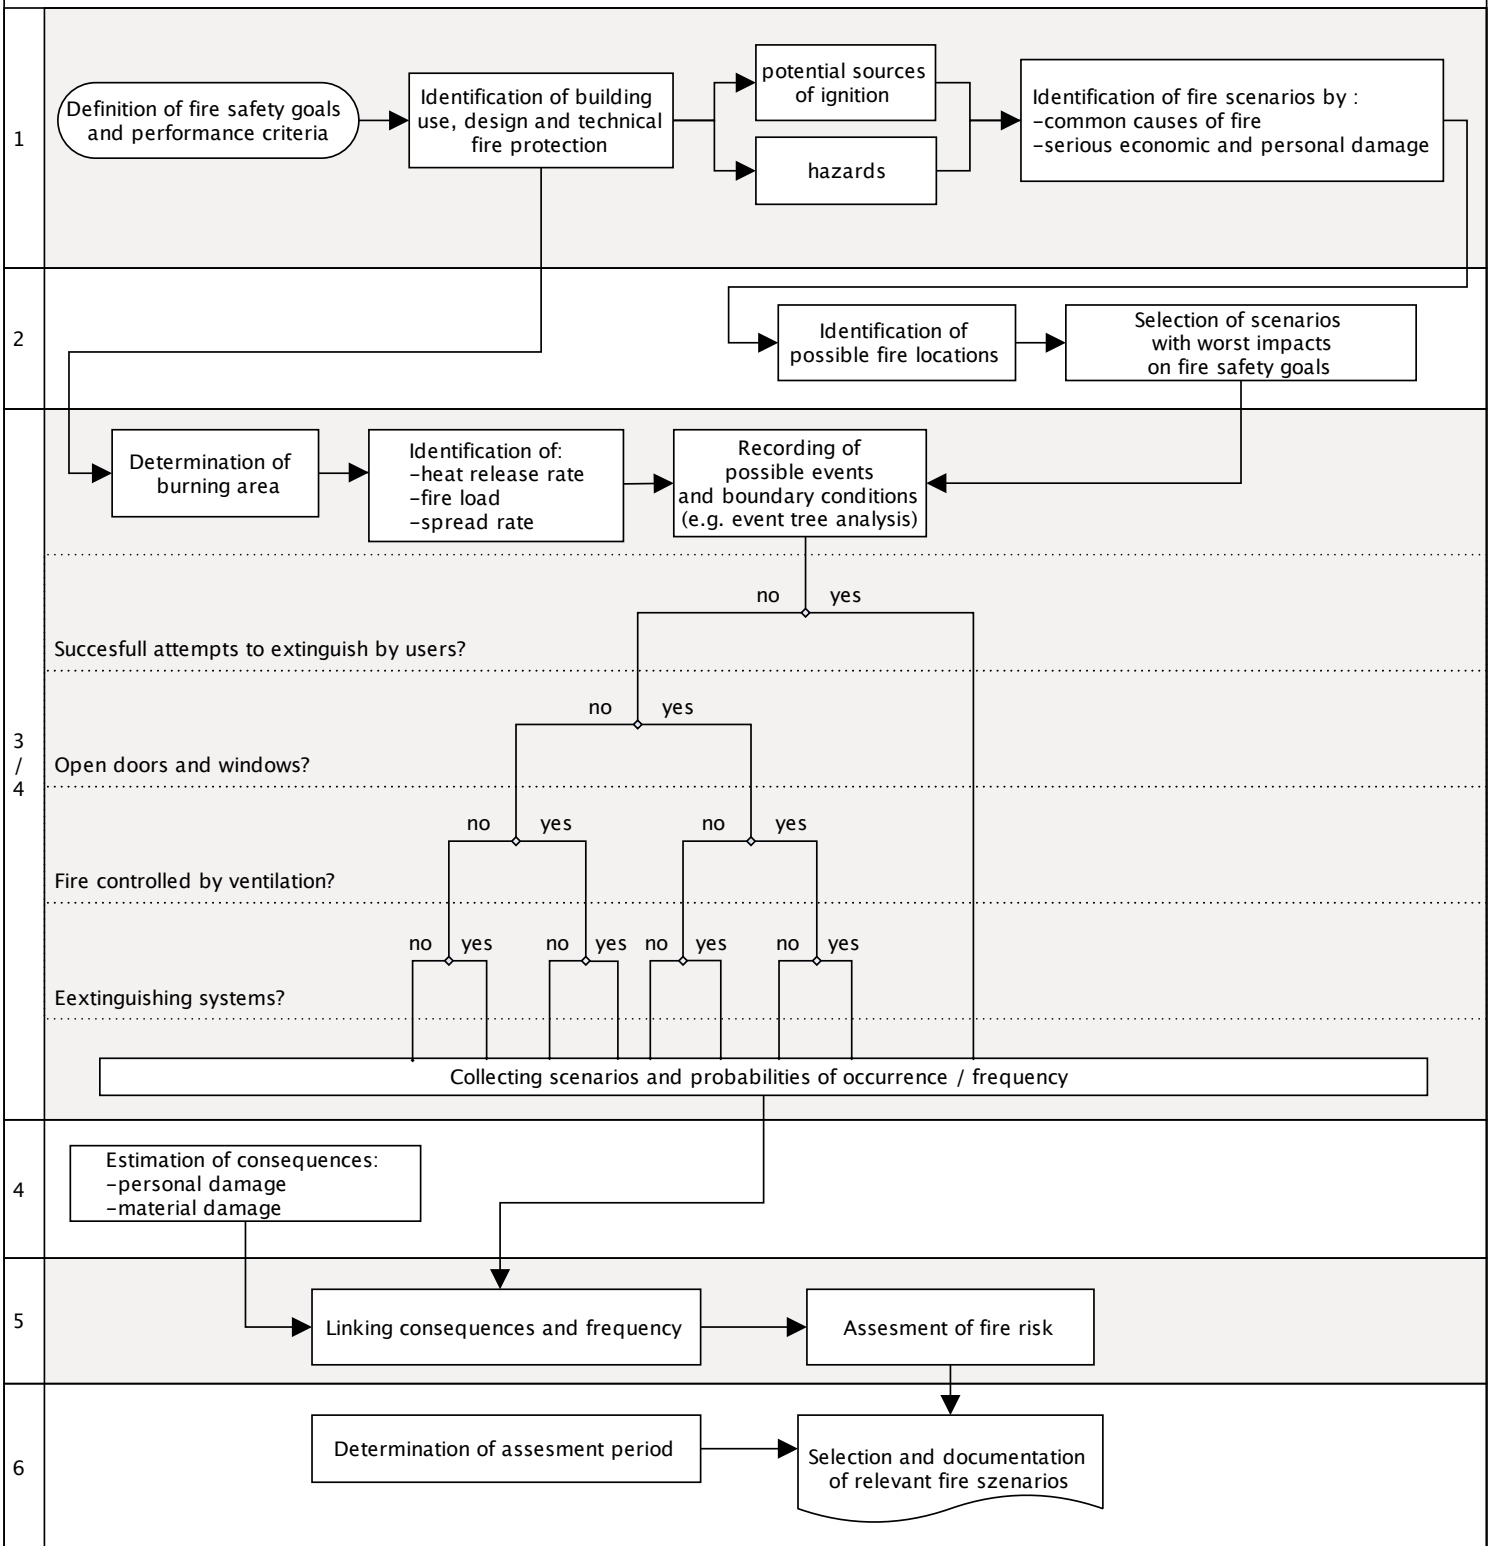 1
Definition of fire safety goals
and performance criteria
Identification of building
use, design and technical
fire protection
potential sources
of ignition
hazards
Identification of fire scenarios by :
–common causes of fire
–serious economic and personal damage
2
Identification of
possible fire locations
Selection of scenarios
with worst impacts
on fire safety goals
3
/
4
Determination of
burning area
Identification of:
–heat release rate
–fire load
–spread rate
Recording of
possible events
and boundary conditions
(e.g. event tree analysis)
no yes
Succesfull attempts to extinguish by users?
no yes
Open doors and windows?
no yes no yes
Fire controlled by ventilation?
no yes no yes no yes no yes
Eextinguishing systems?
Collecting scenarios and probabilities of occurrence / frequency
4
Estimation of consequences:
–personal damage
–material damage
5
Linking consequences and frequency
Assesment of fire risk
6
Determination of assesment period
Selection and documentation
of relevant fire szenarios